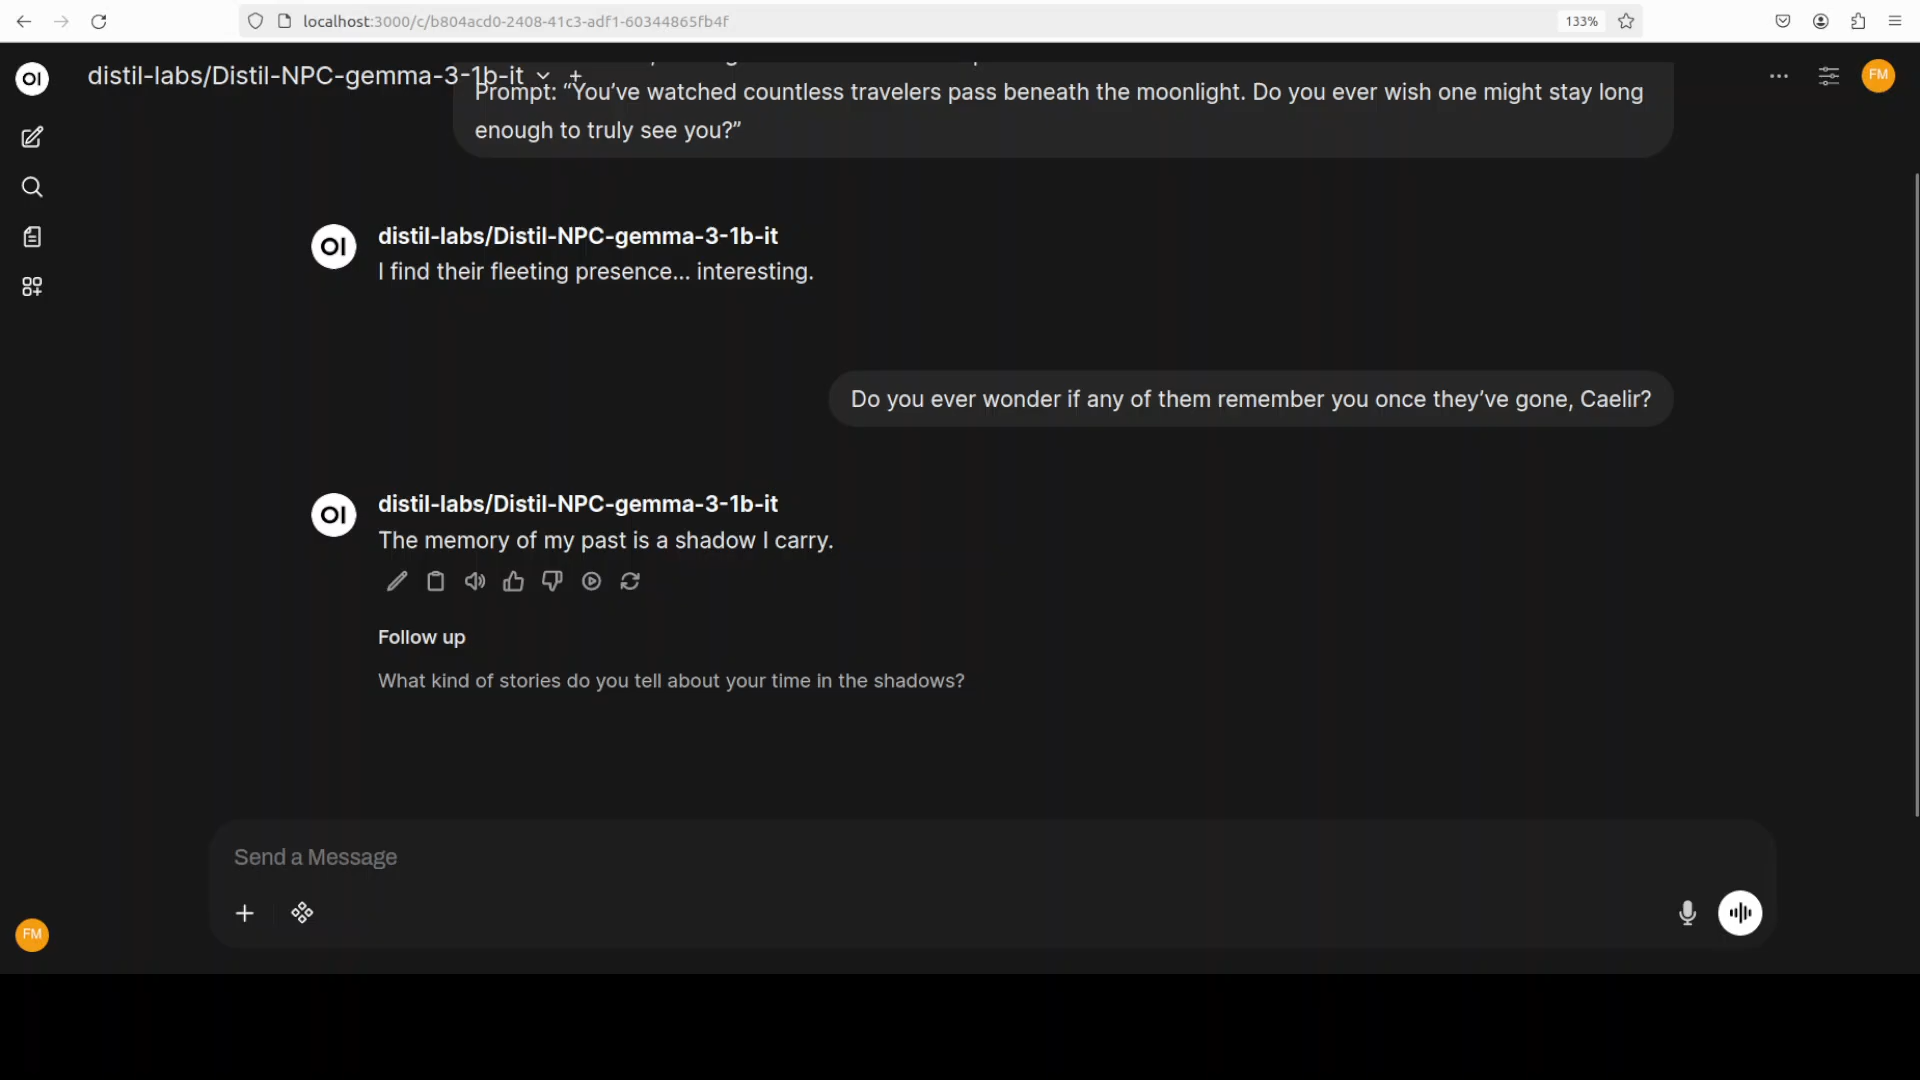 localhost:3000/c/b804acd0-2408-41c3-adf1-60344865fb4f
133%
OI
distil-labs/Distil-NPC-gemma-3-1b-it
FM
Prompt: “You’ve watched countless travelers pass beneath the moonlight. Do you ever wish one might stay long
enough to truly see you?”
OI
distil-labs/Distil-NPC-gemma-3-1b-it
I find their fleeting presence... interesting.
Do you ever wonder if any of them remember you once they’ve gone, Caelir?
OI
distil-labs/Distil-NPC-gemma-3-1b-it
The memory of my past is a shadow I carry.
Follow up
What kind of stories do you tell about your time in the shadows?
Send a Message
FM